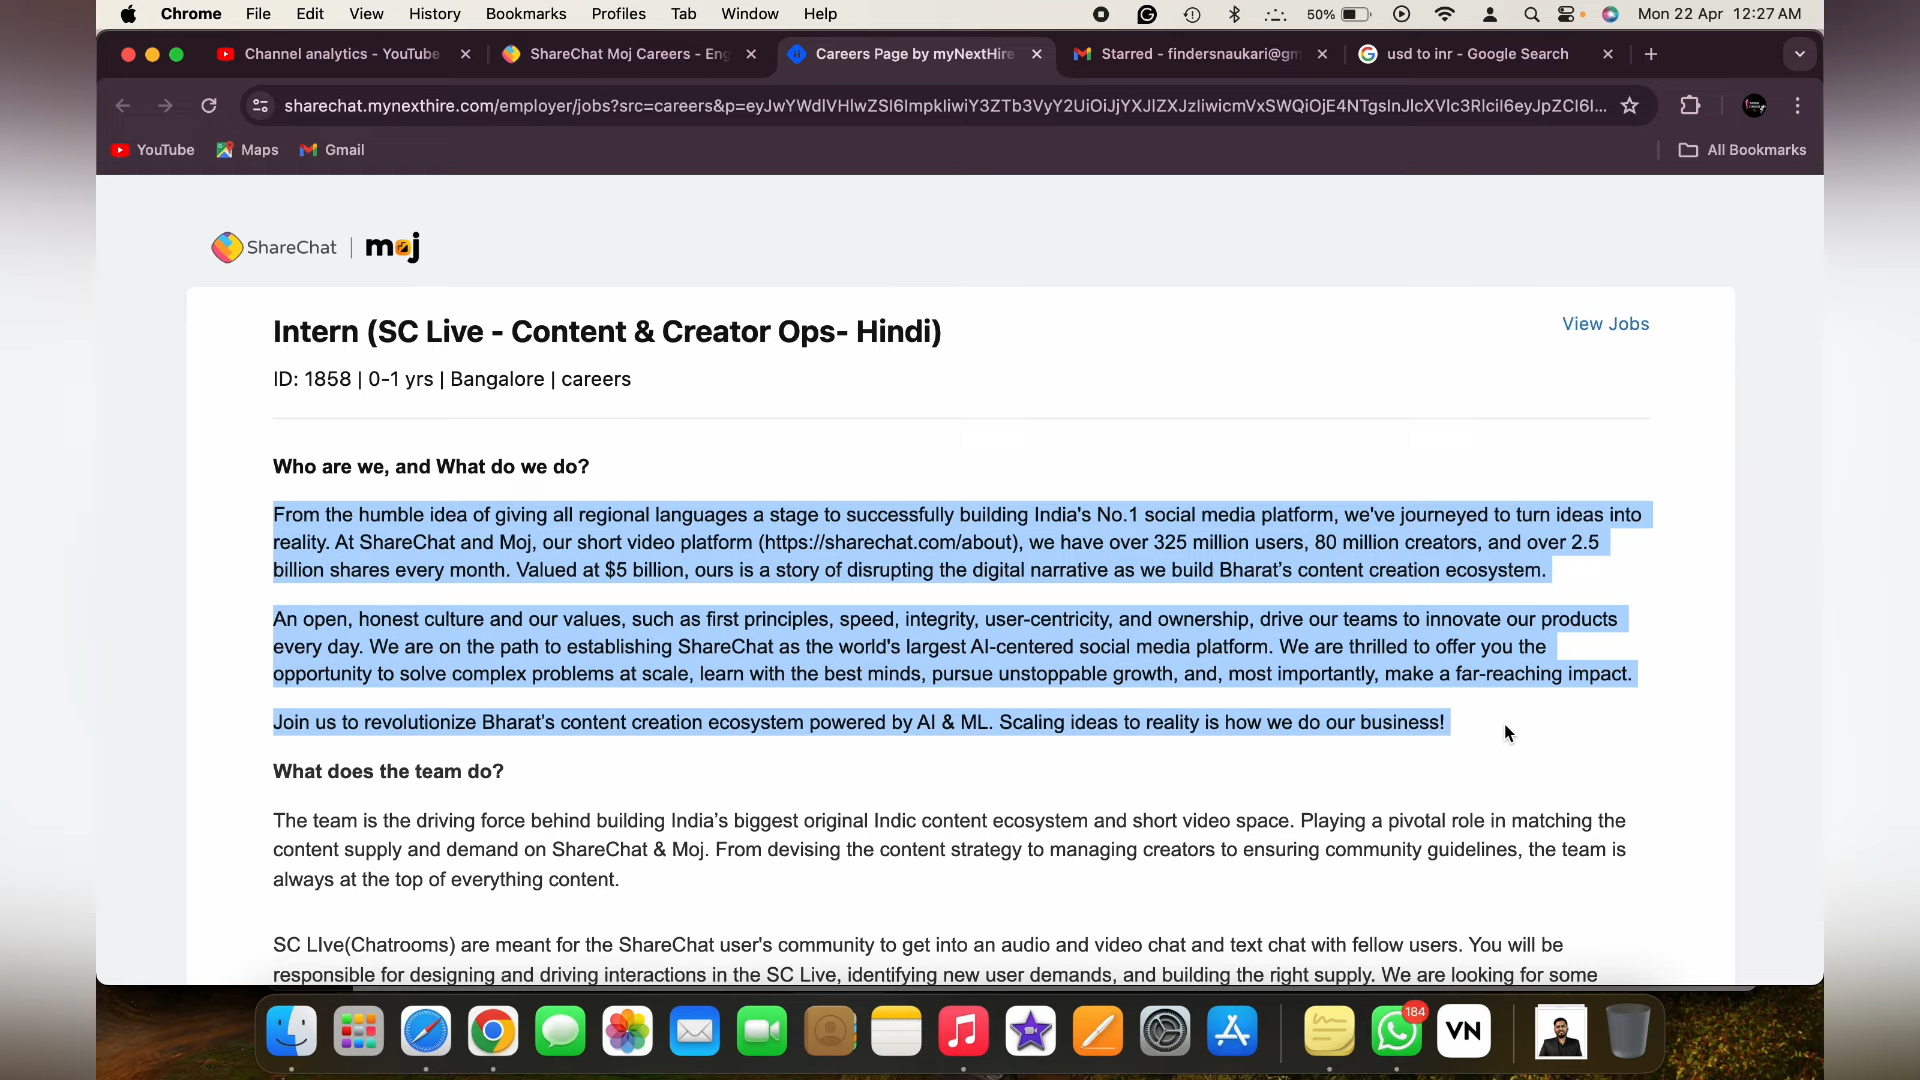 Chrome File Edit View History Bookmarks Profiles Tab Window Help 50% Mon 22 Apr 12:27 AM
Channel analytics - YouTube ShareChat Moj Careers - Eng Careers Page by myNextHire Starred - findersnaukari@gm usd to inr - Google Search
sharechat.mynexthire.com/employer/jobs?src=careers&p=
YouTube Maps Gmail All Bookmarks
ShareChat | moj
Intern (SC Live - Content & Creator Ops- Hindi) View Jobs
ID: 1858 | 0-1 yrs | Bangalore | careers
Who are we, and What do we do?
From the humble idea of giving all regional languages a stage to successfully building India's No.1 social media platform, we've journeyed to turn ideas into
reality. At ShareChat and Moj, our short video platform (https://sharechat.com/about), we have over 325 million users, 80 million creators, and over 2.5
billion shares every month. Valued at $5 billion, ours is a story of disrupting the digital narrative as we build Bharat’s content creation ecosystem.
An open, honest culture and our values, such as first principles, speed, integrity, user-centricity, and ownership, drive our teams to innovate our products
every day. We are on the path to establishing ShareChat as the world's largest AI-centered social media platform. We are thrilled to offer you the
opportunity to solve complex problems at scale, learn with the best minds, pursue unstoppable growth, and, most importantly, make a far-reaching impact.
Join us to revolutionize Bharat’s content creation ecosystem powered by AI & ML. Scaling ideas to reality is how we do our business!
What does the team do?
The team is the driving force behind building India’s biggest original Indic content ecosystem and short video space. Playing a pivotal role in matching the
content supply and demand on ShareChat & Moj. From devising the content strategy to managing creators to ensuring community guidelines, the team is
always at the top of everything content.
SC LIve(Chatrooms) are meant for the ShareChat user's community to get into an audio and video chat and text chat with fellow users. You will be
responsible for designing and driving interactions in the SC Live, identifying new user demands, and building the right supply. We are looking for some
184
VN